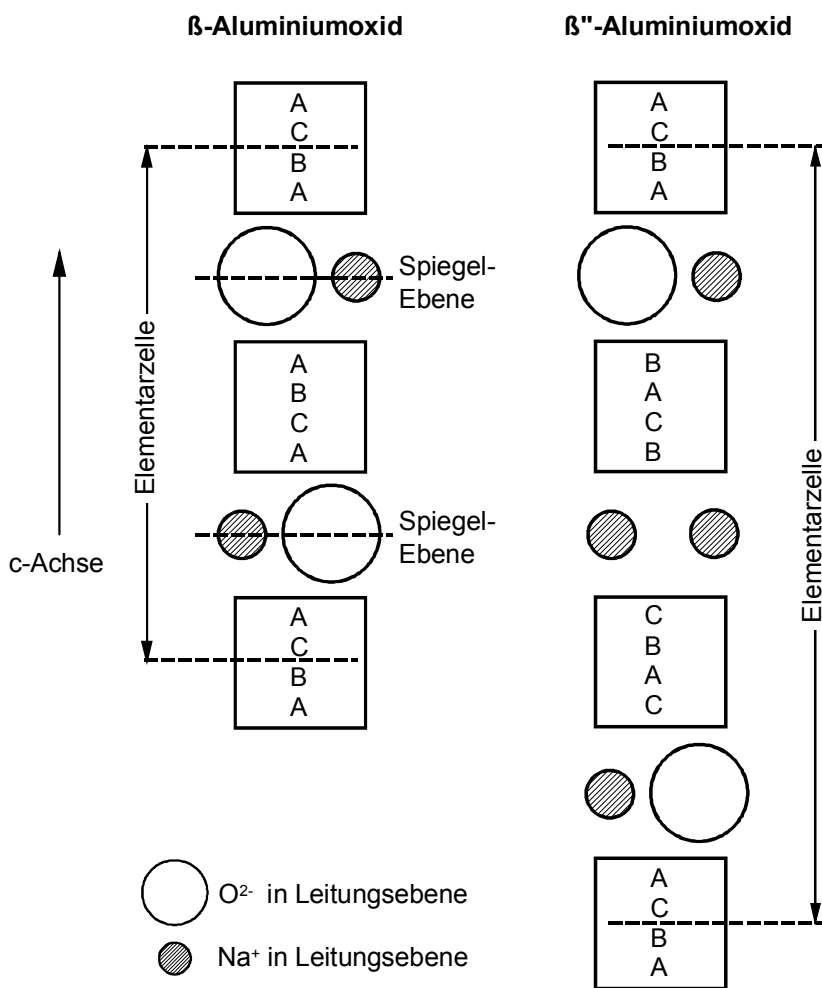 ß-Aluminiumoxid
ß"-Aluminiumoxid
A
C
B
A
A
C
B
A
Spiegel-
Ebene
A
B
C
A
B
A
C
B
Elementarzelle
Spiegel-
Ebene
c-Achse
Elementarzelle
A
C
B
A
C
B
A
C
A
C
B
A
O²⁻ in Leitungsebene
Na⁺ in Leitungsebene